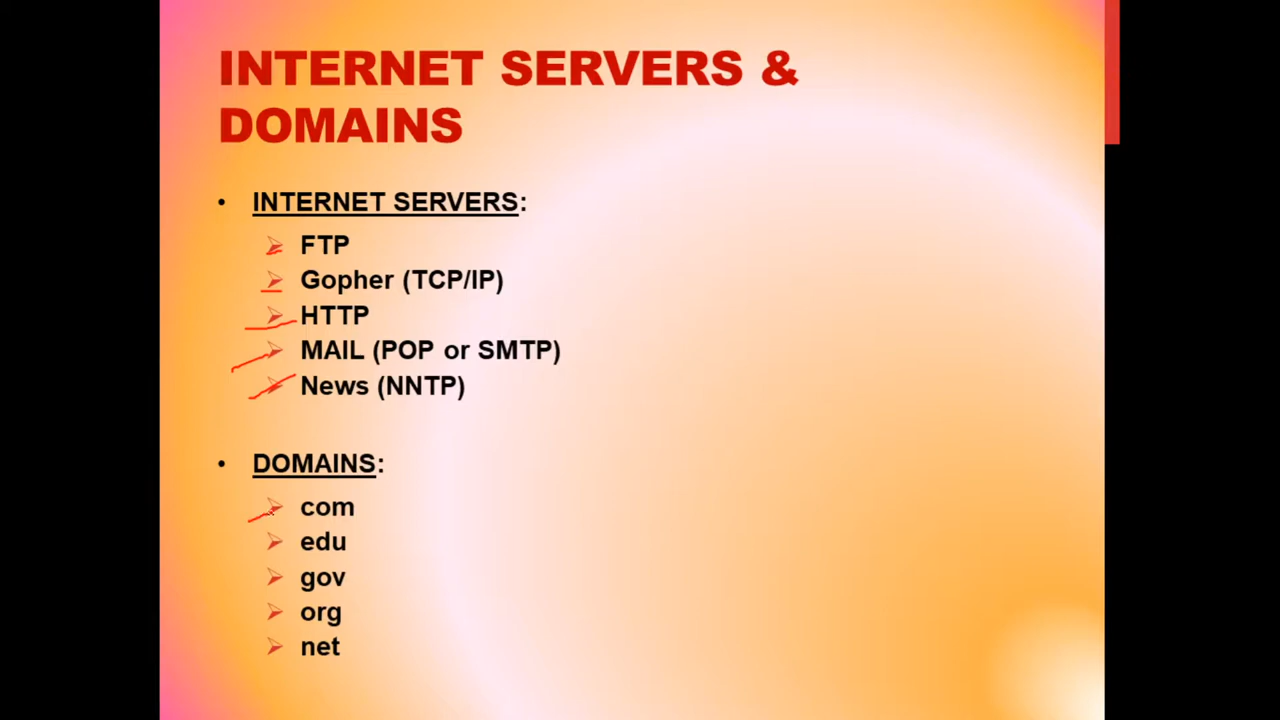 INTERNET SERVERS &
DOMAINS
• INTERNET SERVERS:
➢ FTP
➢ Gopher (TCP/IP)
➢ HTTP
➢ MAIL (POP or SMTP)
➢ News (NNTP)
• DOMAINS:
➢ com
➢ edu
➢ gov
➢ org
➢ net